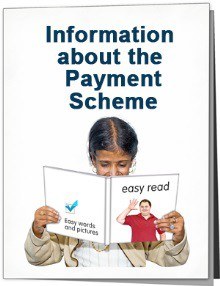 Information
about the
Payment
Scheme
easy read
Easy words
and pictures